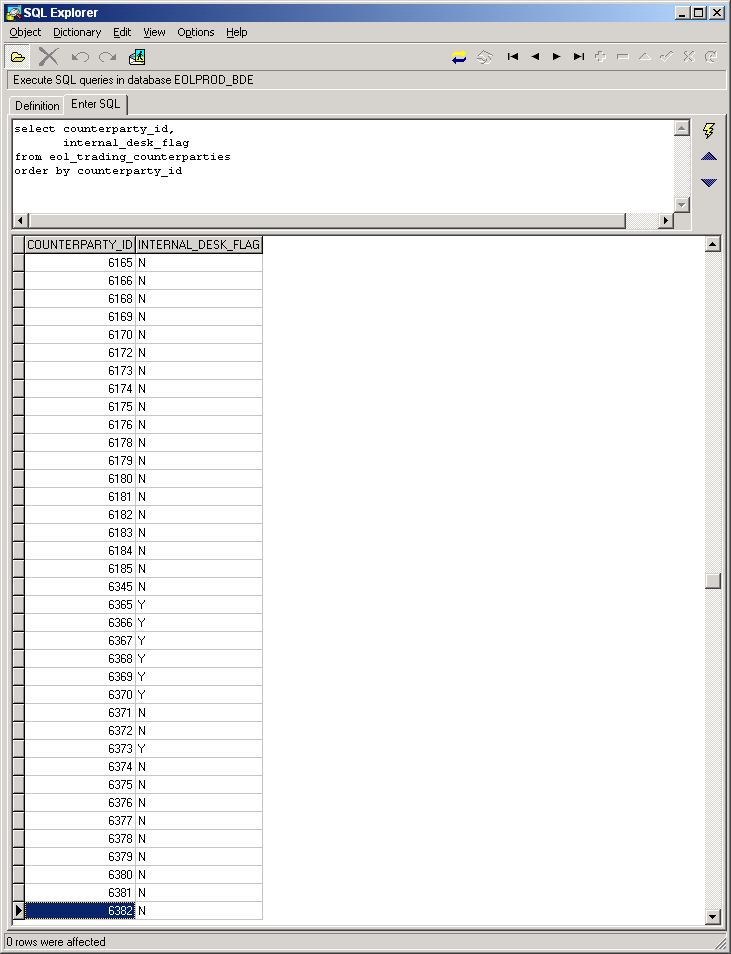 SQL Explorer
Object Dictionary Edit View Options Help
Execute SQL queries in database EOLPROD_BDE
Definition Enter SQL
select counterparty_id,
internal_desk_flag
from eol_trading_counterparties
order by counterparty_id
COUNTERPARTY_ID INTERNAL_DESK_FLAG
6165 N
6166 N
6168 N
6169 N
6170 N
6172 N
6173 N
6174 N
6175 N
6176 N
6178 N
6179 N
6180 N
6181 N
6182 N
6183 N
6184 N
6185 N
6345 N
6365 Y
6366 Y
6367 Y
6368 Y
6369 Y
6370 Y
6371 N
6372 N
6373 Y
6374 N
6375 N
6376 N
6377 N
6378 N
6379 N
6380 N
6381 N
6382 N
0 rows were affected